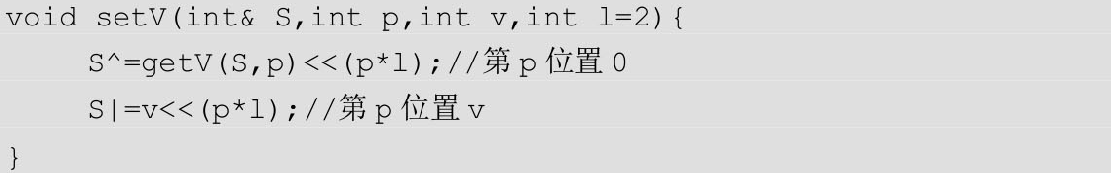 void setV(int& S,int p,int v,int l=2){
S^=getV(S,p)<<(p*l);//第p位置0
S|=v<<(p*l);//第p位置v
}